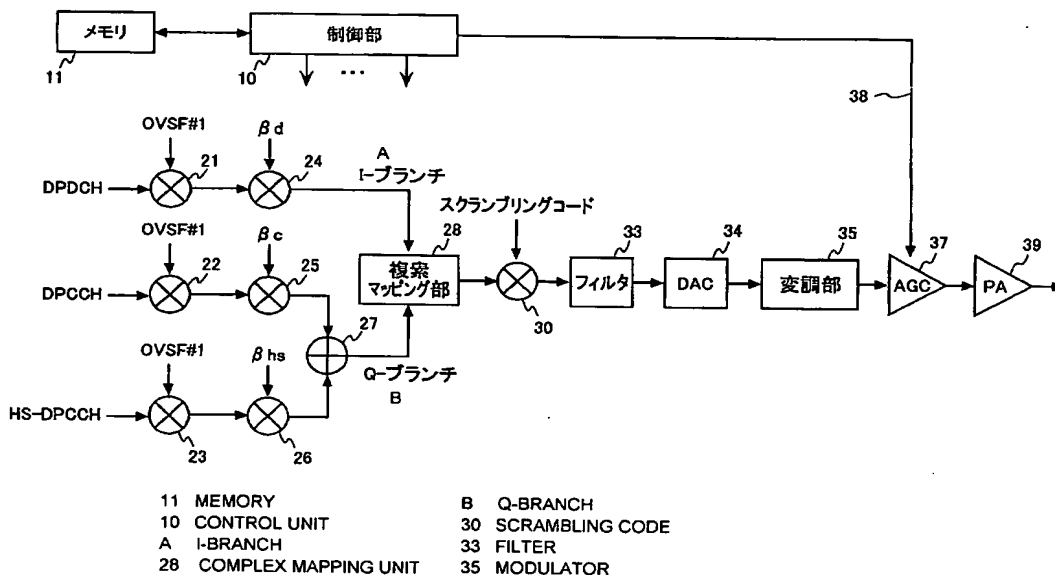 メモリ
制御部
11
10
...
38
OVSF#1
βd
21
24
DPDCH
A
I-ブランチ
スクランブリングコード
OVSF#1
βc
22
25
DPCCH
28
複索
マッピング部
30
33
フィルタ
34
DAC
35
変調部
37
AGC
39
PA
27
Q-ブランチ
B
OVSF#1
βhs
HS-DPCCH
23
26
11 MEMORY
10 CONTROL UNIT
A I-BRANCH
28 COMPLEX MAPPING UNIT
B Q-BRANCH
30 SCRAMBLING CODE
33 FILTER
35 MODULATOR